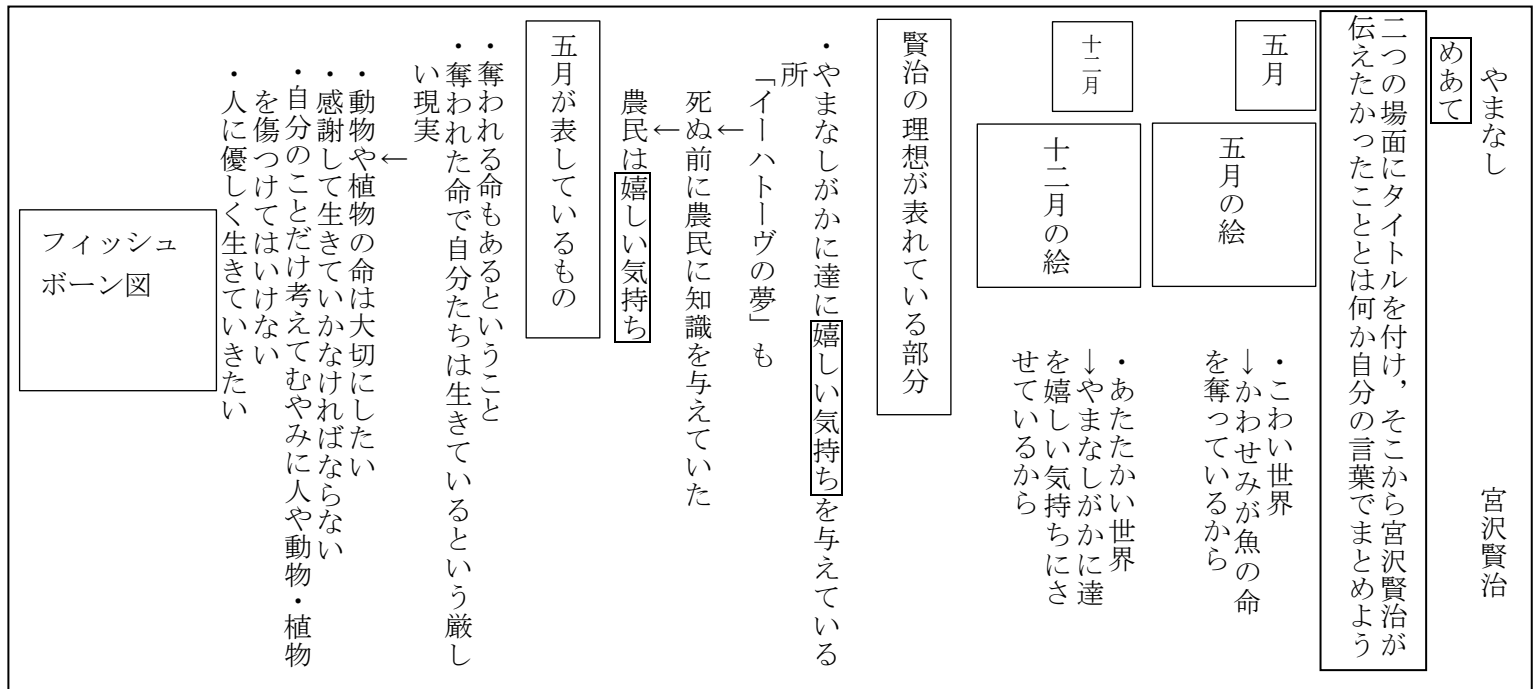 やまなし　宮沢賢治
めあて
二つの場面にタイトルを付け，そこから宮沢賢治が
伝えたかったこととは何か自分の言葉でまとめよう
五月
五月の絵
・こわい世界
↓かわせみが魚の命
を奪っているから
十二月
十二月の絵
・あたたかい世界
↓やまなしがかに達
を嬉しい気持ちにさ
せているから
賢治の理想が表れている部分
・やまなしがかに達に嬉しい気持ちを与えている
所
「イーハトーヴの夢」も
←
死ぬ前に農民に知識を与えていた
←
農民は嬉しい気持ち
五月が表しているもの
・奪われる命もあるということ
・奪われた命で自分たちは生きているという厳し
い現実
←
・動物や植物の命は大切にしたい
・感謝して生きていかなければならない
・自分のことだけ考えてむやみに人や動物・植物
を傷つけてはいけない
・人に優しく生きていきたい
フィッシュ
ボーン図